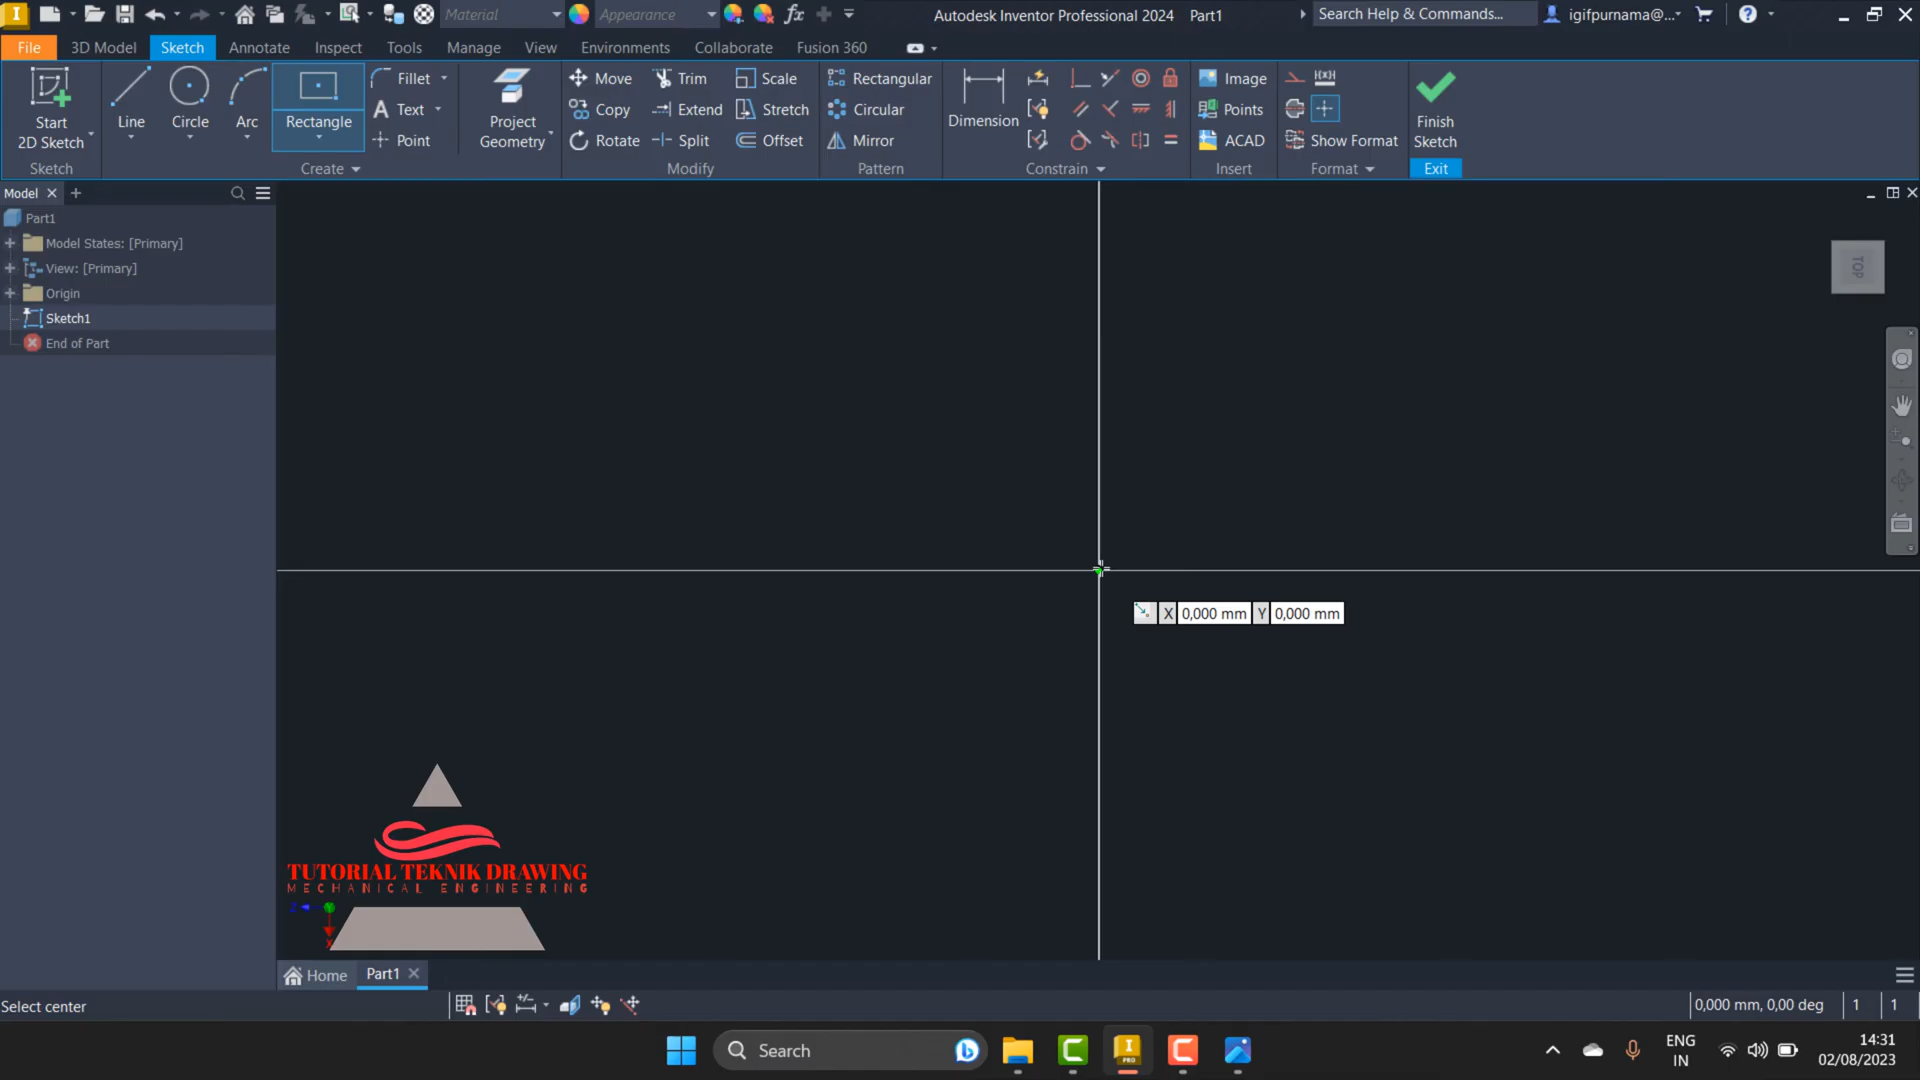 Material
Appearance
Autodesk Inventor Professional 2024 Part1
Search Help & Commands...
igifpurnama@...
File 3D Model Sketch Annotate Inspect Tools Manage View Environments Collaborate Fusion 360
Start
2D Sketch
Line
Circle
Arc
Rectangle
Fillet
Text
Point
Project
Geometry
Move
Copy
Rotate
Trim
Extend
Split
Scale
Stretch
Offset
Rectangular
Circular
Mirror
Dimension
Image
Points
ACAD
Show Format
Finish
Sketch
Sketch Create Modify Pattern Constrain Insert Format Exit
Model
Part1
Model States: [Primary]
View: [Primary]
Origin
Sketch1
End of Part
TOP
X 0,000 mm Y 0,000 mm
TUTORIAL TEKNIK DRAWING
MECHANICAL ENGINEERING
Z
X
Home Part1
Select center
0,000 mm, 0,00 deg 1 1
Search
PRO
ENG
IN
14:31
02/08/2023